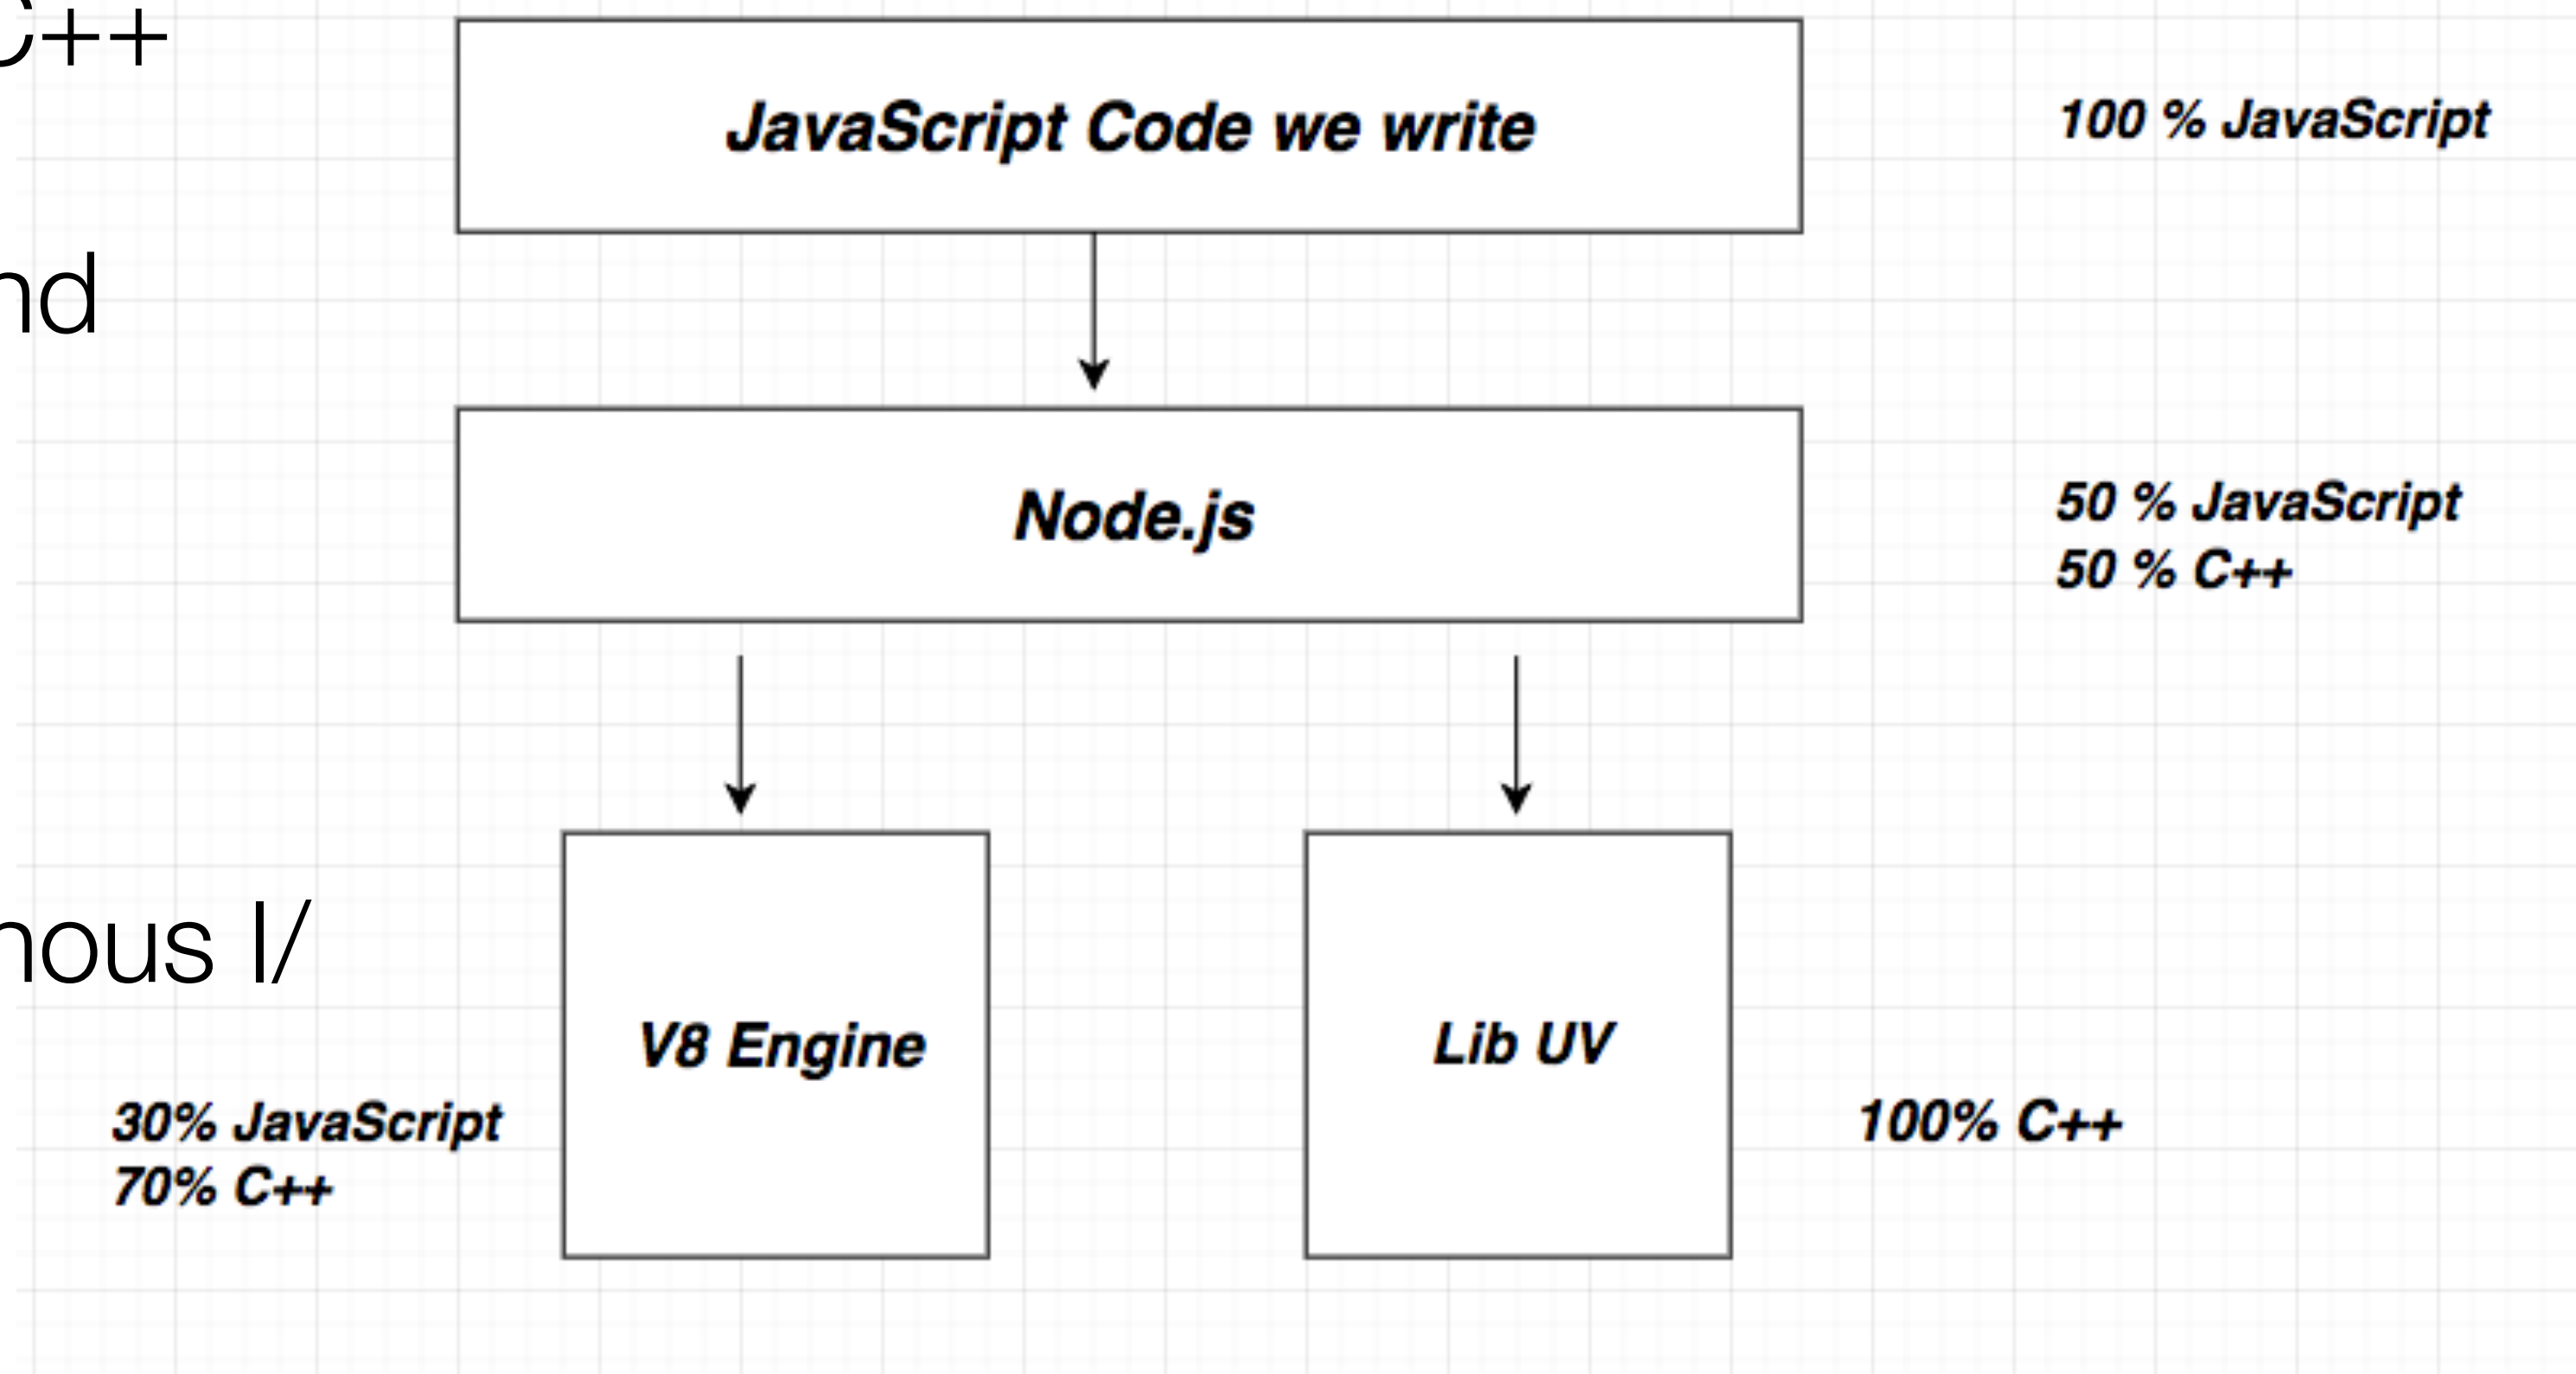 C++
JavaScript Code we write
100 % JavaScript
nd
Node.js
50 % JavaScript
50 % C++
nous I/
V8 Engine
Lib UV
30% JavaScript
70% C++
100% C++